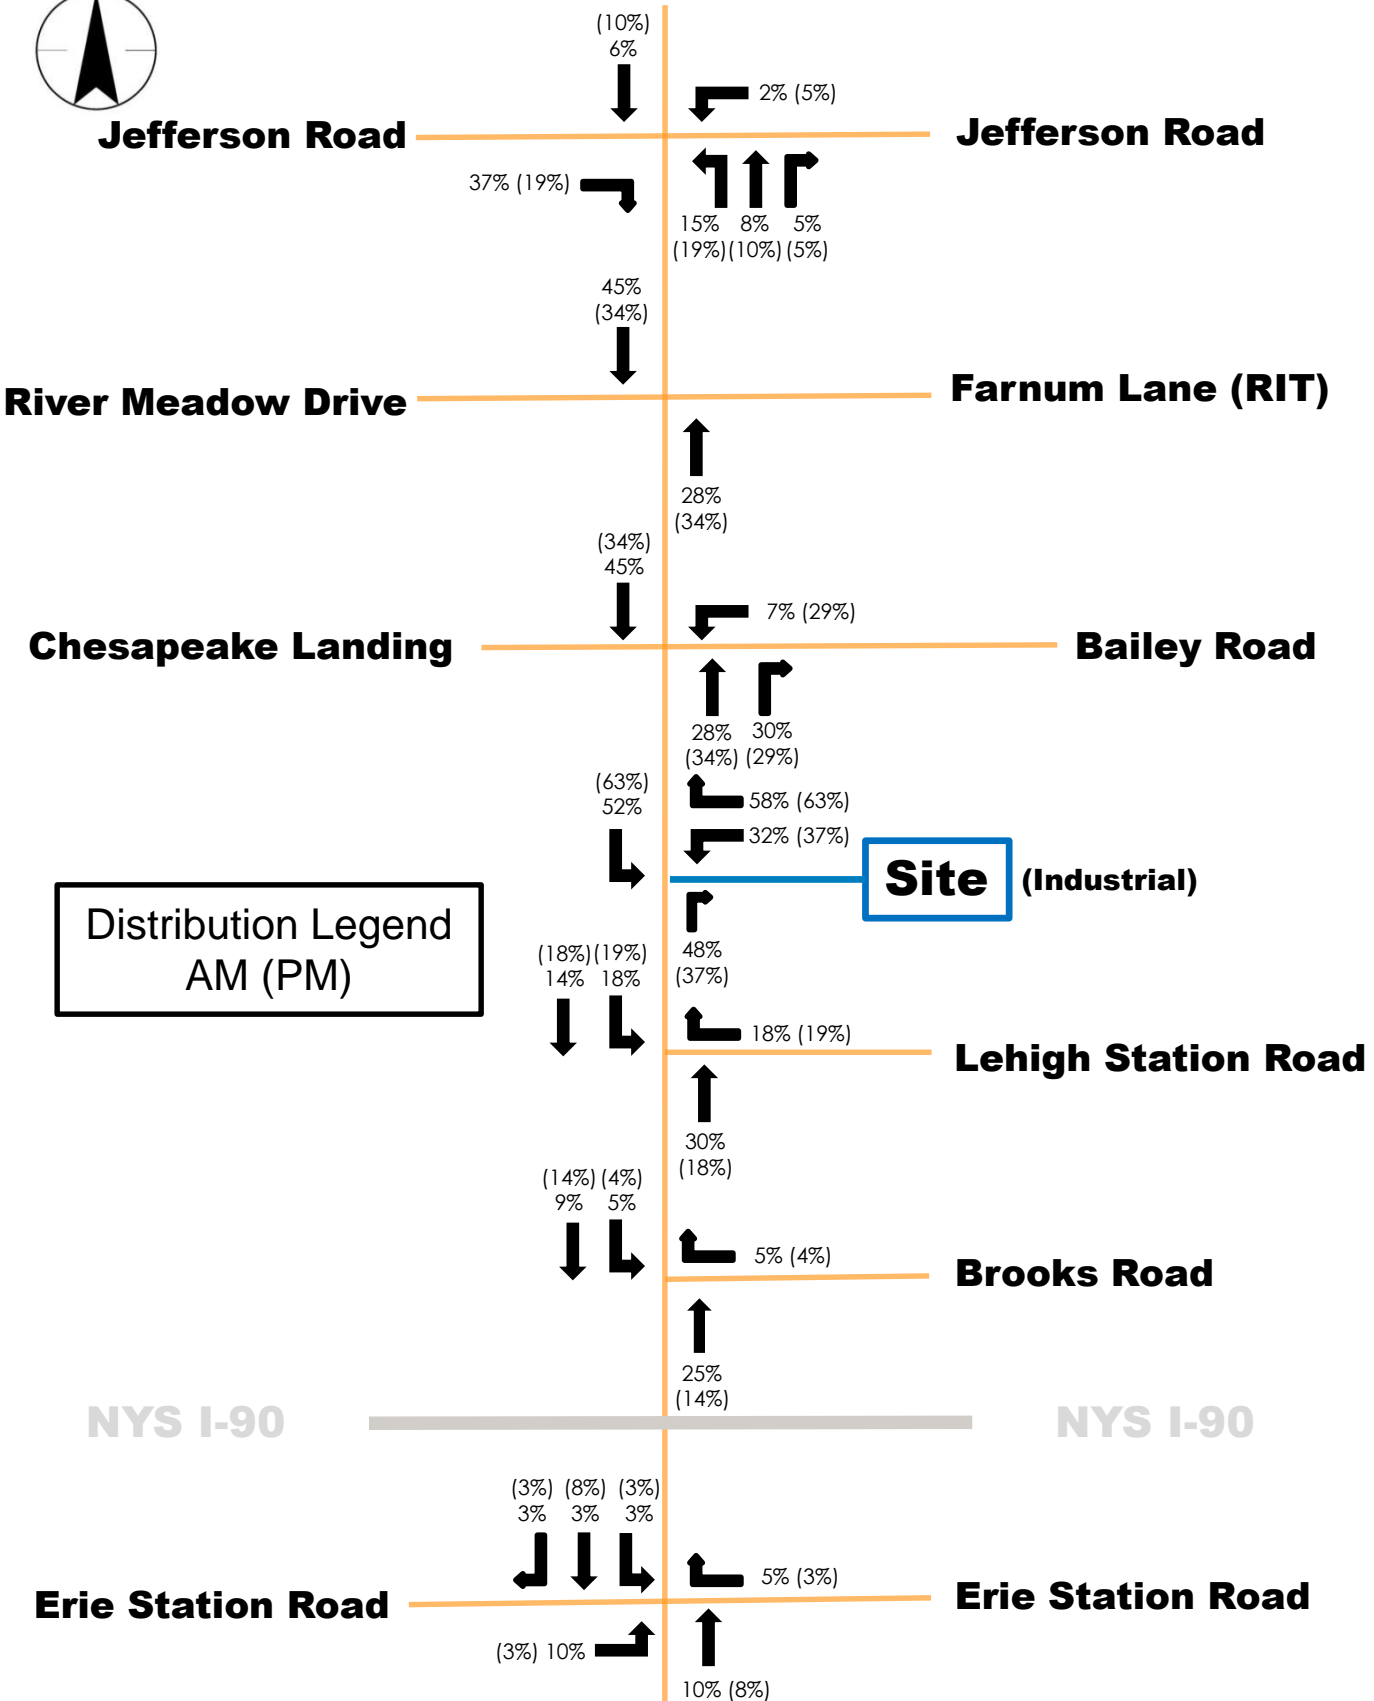 (10%)
6%
2% (5%)
Jefferson Road
Jefferson Road
37% (19%)
15% 8% 5%
(19%) (10%) (5%)
45%
(34%)
River Meadow Drive
Farnum Lane (RIT)
28%
(34%)
(34%)
45%
7% (29%)
Chesapeake Landing
Bailey Road
28% 30%
(34%) (29%)
(63%)
52%
58% (63%)
32% (37%)
Site (Industrial)
Distribution Legend
AM (PM)
48%
(37%)
(18%) (19%)
14% 18%
18% (19%)
Lehigh Station Road
30%
(18%)
(14%) (4%)
9% 5%
5% (4%)
Brooks Road
25%
(14%)
NYS I-90
NYS I-90
(3%) (8%) (3%)
3% 3% 3%
5% (3%)
Erie Station Road
Erie Station Road
(3%) 10%
10% (8%)